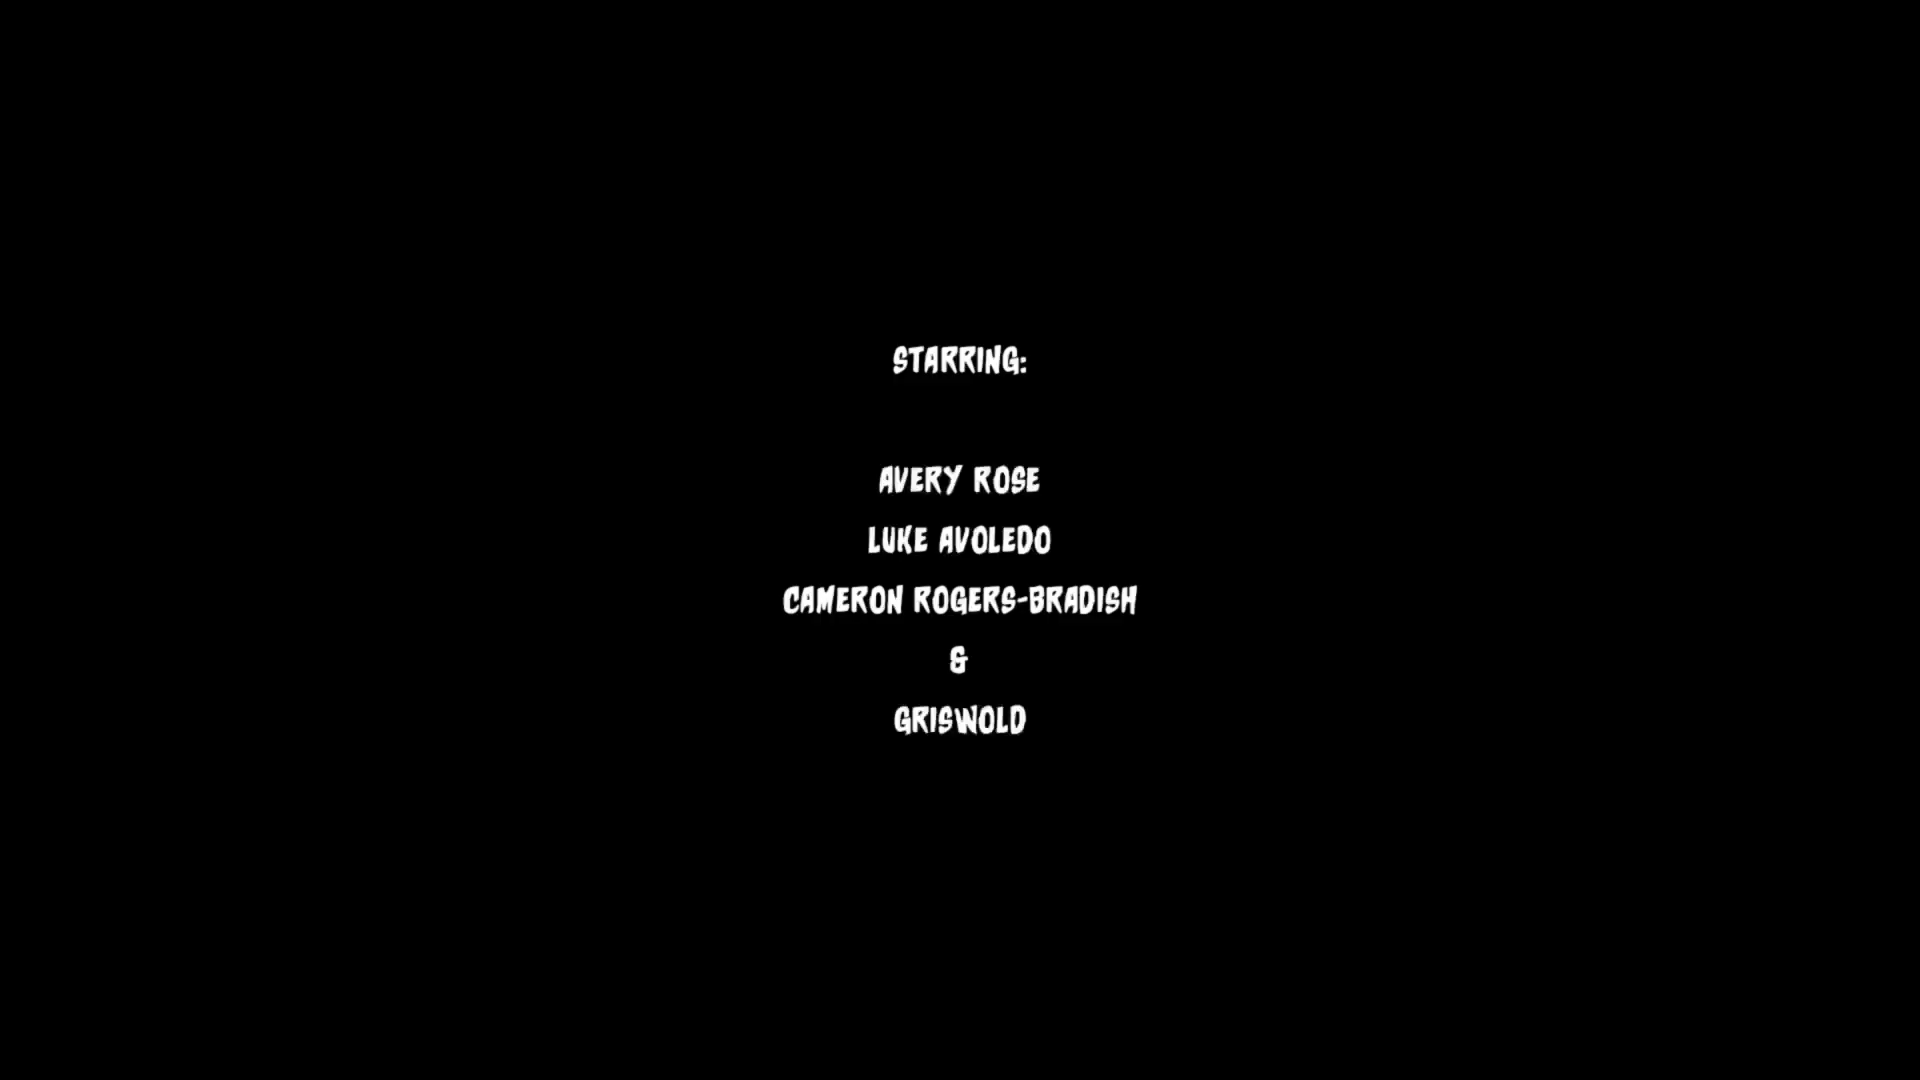 STARRING:
AVERY ROSE
LUKE AVOLEDO
CAMERON ROGERS-BRADISH
&
GRISWOLD